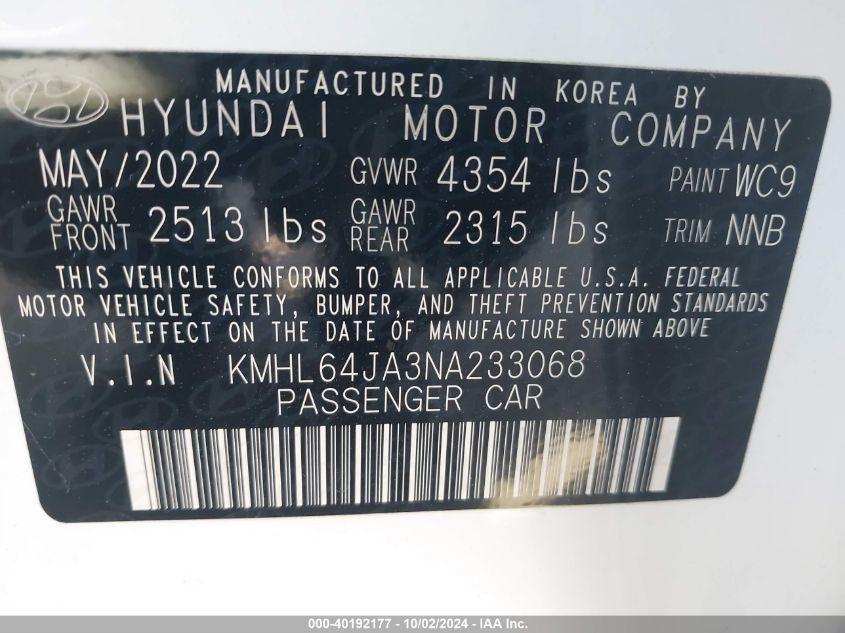 MANUFACTURED IN KOREA BY
HYUNDAI MOTOR COMPANY
MAY/2022 GVWR 4354 lbs PAINT WC9
GAWR FRONT 2513 lbs GAWR REAR 2315 lbs TRIM NNB
THIS VEHICLE CONFORMS TO ALL APPLICABLE U.S.A. FEDERAL
MOTOR VEHICLE SAFETY, BUMPER, AND THEFT PREVENTION STANDARDS
IN EFFECT ON THE DATE OF MANUFACTURE SHOWN ABOVE
V.I.N KMHL64JA3NA233068
PASSENGER CAR
000-40192177 - 10/02/2024 - IAA Inc.